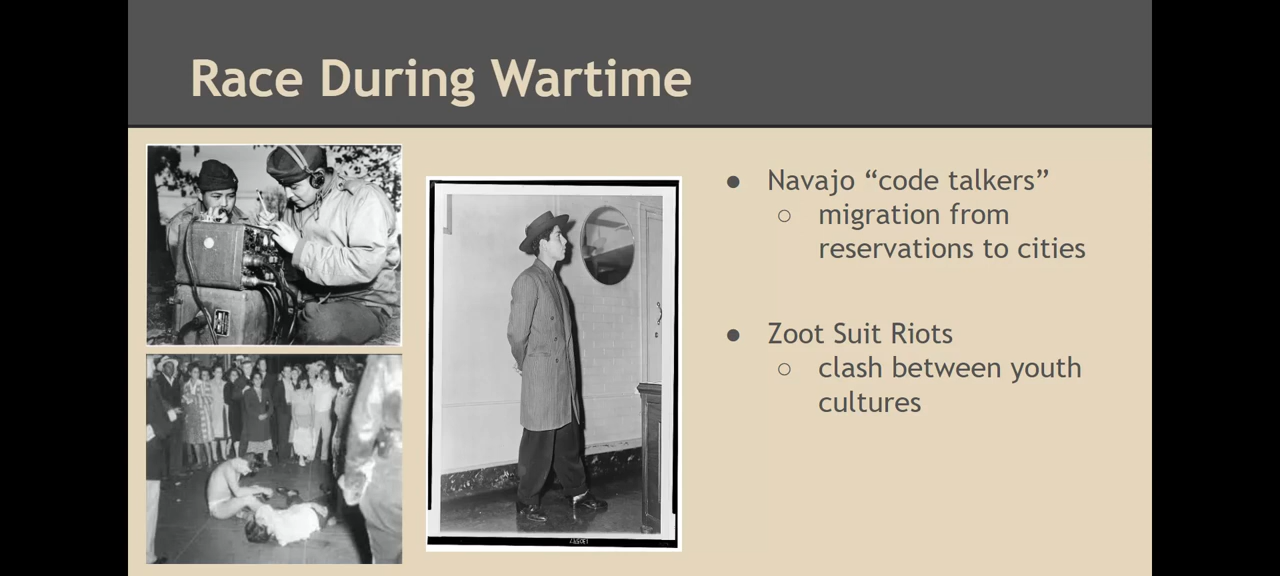 Race During Wartime
● Navajo “code talkers”
○ migration from
reservations to cities
● Zoot Suit Riots
○ clash between youth
cultures